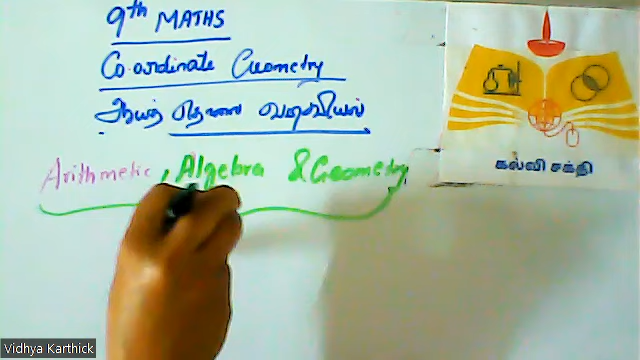 9th MATHS
Co-ordinate Geometry
ஆயத் தொலை வடிவியல்
Arithmetic, Algebra & Geometry
கல்வி சக்தி
Vidhya Karthick